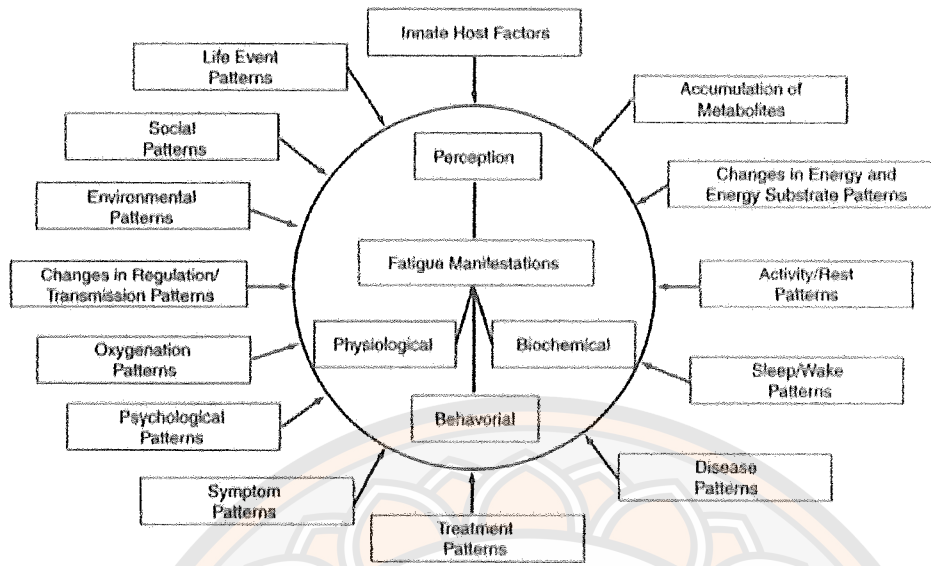 Innate Host Factors
Life Event
Patterns
Accumulation of
Metabolites
Social
Patterns
Perception
Changes in Energy and
Energy Substrate Patterns
Environmental
Patterns
Fatigue Manifestations
Changes in Regulation/
Transmission Patterns
Activity/Rest
Patterns
Physiological
Biochemical
Oxygenation
Patterns
Sleep/Wake
Patterns
Psychological
Patterns
Behavorial
Disease
Patterns
Symptom
Patterns
Treatment
Patterns